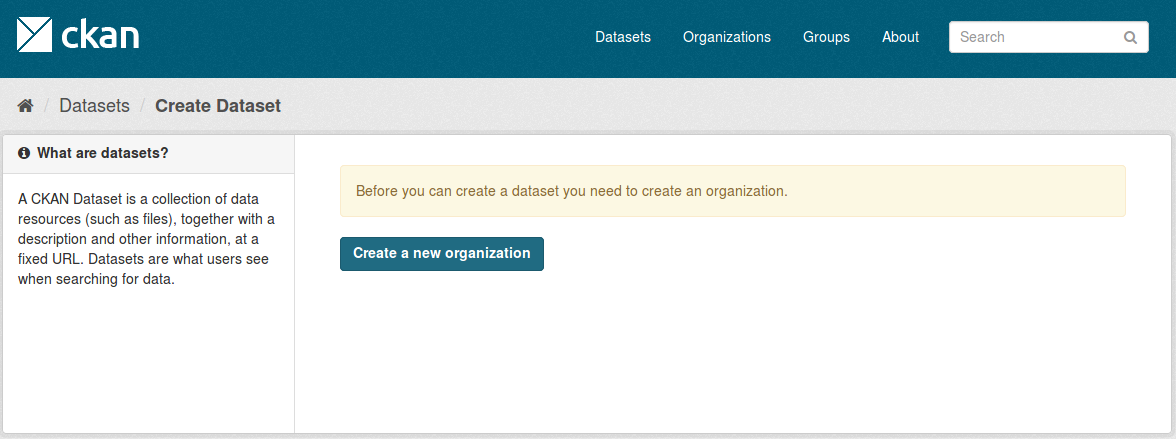 ckan
Datasets Organizations Groups About Search
/ Datasets / Create Dataset
What are datasets?
A CKAN Dataset is a collection of data
resources (such as files), together with a
description and other information, at a
fixed URL. Datasets are what users see
when searching for data.
Before you can create a dataset you need to create an organization.
Create a new organization